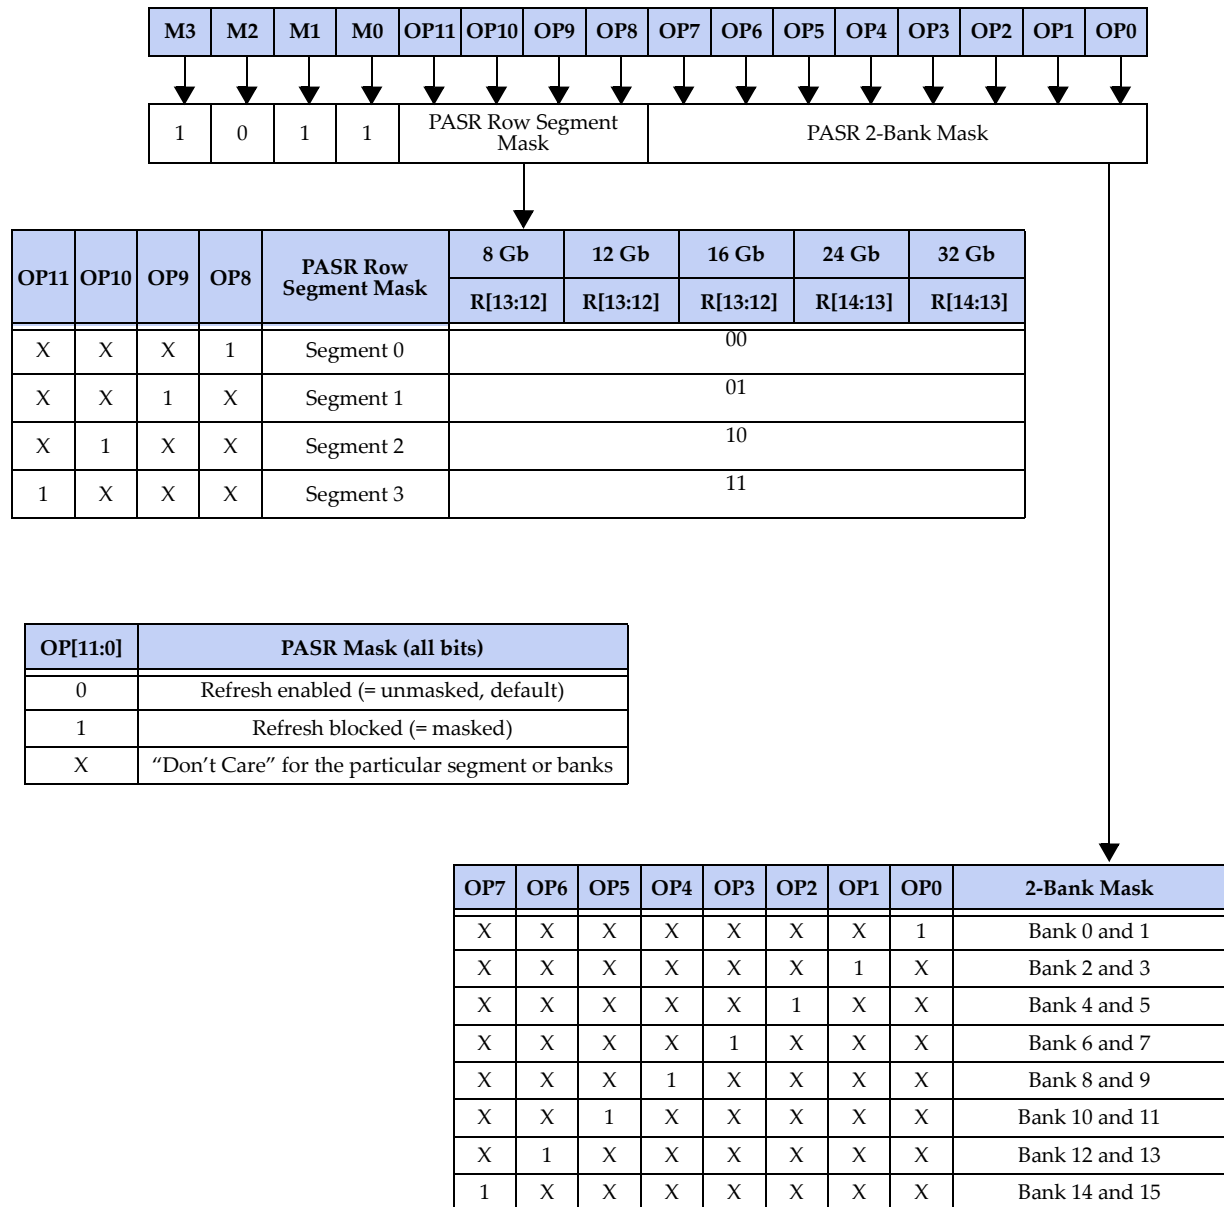 M3 M2 M1 M0 OP11 OP10 OP9 OP8 OP7 OP6 OP5 OP4 OP3 OP2 OP1 OP0
1 0 1 1 PASR Row Segment Mask PASR 2-Bank Mask
OP11 OP10 OP9 OP8 PASR Row Segment Mask 8 Gb 12 Gb 16 Gb 24 Gb 32 Gb
R[13:12] R[13:12] R[13:12] R[14:13] R[14:13]
X X X 1 Segment 0 00
X X 1 X Segment 1 01
X 1 X X Segment 2 10
1 X X X Segment 3 11
OP[11:0] PASR Mask (all bits)
0 Refresh enabled (= unmasked, default)
1 Refresh blocked (= masked)
X “Don’t Care” for the particular segment or banks
OP7 OP6 OP5 OP4 OP3 OP2 OP1 OP0 2-Bank Mask
X X X X X X X 1 Bank 0 and 1
X X X X X X 1 X Bank 2 and 3
X X X X X 1 X X Bank 4 and 5
X X X X 1 X X X Bank 6 and 7
X X X 1 X X X X Bank 8 and 9
X X 1 X X X X X Bank 10 and 11
X 1 X X X X X X Bank 12 and 13
1 X X X X X X X Bank 14 and 15